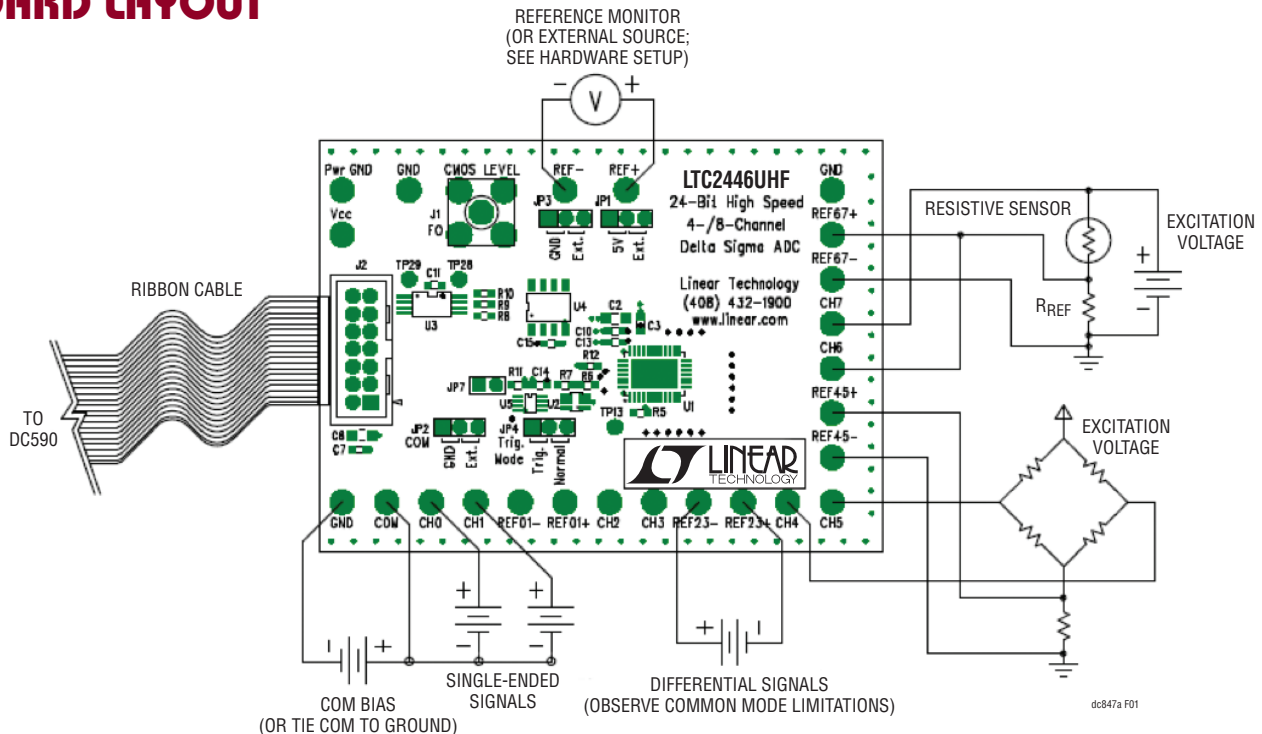 BOARD LAYOUT
REFERENCE MONITOR
(OR EXTERNAL SOURCE;
SEE HARDWARE SETUP)
− V +
Pwr GND
GND
CMOS LEVEL
REF-
REF+
LTC2446UHF
24-Bit High Speed
4-/8-Channel
Delta Sigma ADC
Linear Technology
(408) 432-1900
www.linear.com
Vcc
J1
FO
JP3
GND
Ext.
JP1
5V
Ext.
GND
REF67+
REF67-
CH7
CH6
REF45+
REF45-
RESISTIVE SENSOR
EXCITATION
VOLTAGE
+
−
RREF
J2
TP29
C11
TP28
U3
R10
R9
R8
U4
C15
C2
C3
C10
C13
R12
RIBBON CABLE
TO
DC590
JP7
R11
C14
R7
R6
U5
U2
U1
TP13
R5
C6
C7
JP2
COM
GND
Ext.
JP4
Trig.
Mode
Trig.
Normal
LINEAR
TECHNOLOGY
EXCITATION
VOLTAGE
GND
COM
CH0
CH1
REF01-
REF01+
CH2
CH3
REF23-
REF23+
CH4
CH5
− +
+
−
+
−
+ −
COM BIAS
(OR TIE COM TO GROUND)
SINGLE-ENDED
SIGNALS
DIFFERENTIAL SIGNALS
(OBSERVE COMMON MODE LIMITATIONS)
dc847a F01